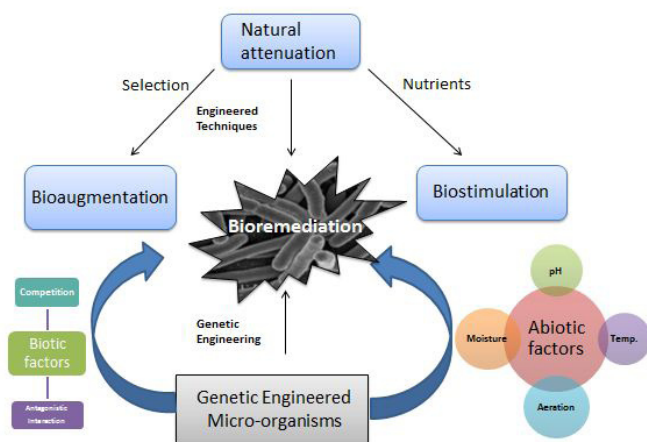 Natural
attenuation
Selection
Nutrients
Engineered
Techniques
Bioaugmentation
Biostimulation
Bioremediation
Competition
Biotic
factors
Antagonistic
Interaction
Genetic
Engineering
Genetic Engineered
Micro-organisms
pH
Moisture
Abiotic
factors
Temp.
Aeration